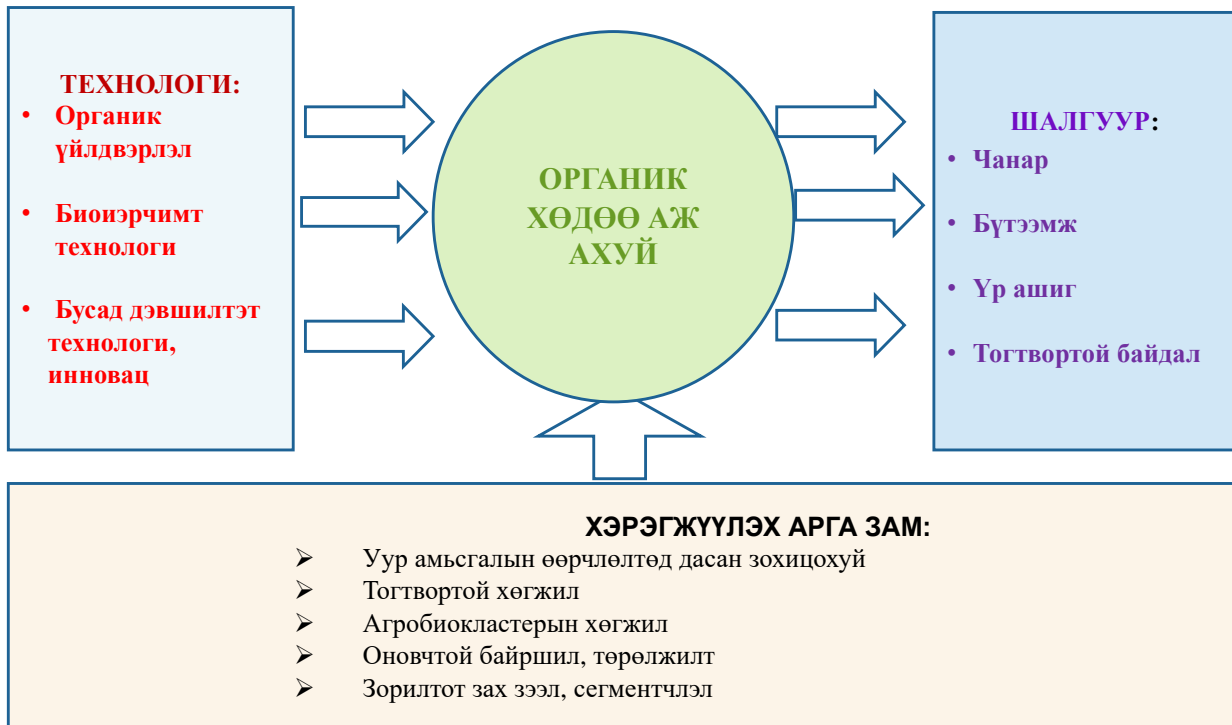 ТЕХНОЛОГИ:
• Органик
үйлдвэрлэл
• Биоиэрчимт
технологи
• Бусад дэвшилтэт
технологи,
инновац
ОРГАНИК
ХӨДӨӨ АЖ
АХУЙ
ШАЛГУУР:
• Чанар
• Бүтээмж
• Үр ашиг
• Тогтвортой байдал
ХЭРЭГЖҮҮЛЭХ АРГА ЗАМ:
➢ Уур амьсгалын өөрчлөлтөд дасан зохицохуй
➢ Тогтвортой хөгжил
➢ Агробиокластерын хөгжил
➢ Оновчтой байршил, төрөлжилт
➢ Зорилтот зах зээл, сегментчлэл